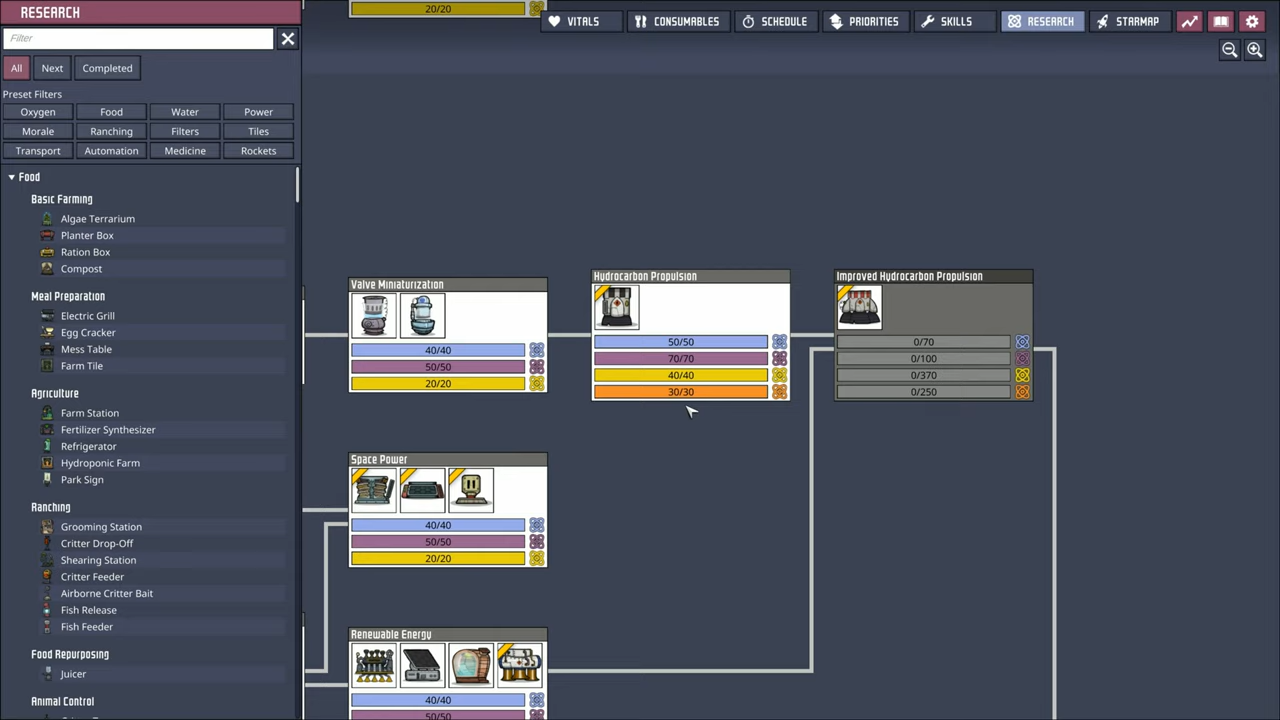 RESEARCH
Filter
All
Next
Completed
Preset Filters
Oxygen
Food
Water
Power
Morale
Ranching
Filters
Tiles
Transport
Automation
Medicine
Rockets
Food
Basic Farming
Algae Terrarium
Planter Box
Ration Box
Compost
Meal Preparation
Electric Grill
Egg Cracker
Mess Table
Farm Tile
Agriculture
Farm Station
Fertilizer Synthesizer
Refrigerator
Hydroponic Farm
Park Sign
Ranching
Grooming Station
Critter Drop-Off
Shearing Station
Critter Feeder
Airborne Critter Bait
Fish Release
Fish Feeder
Food Repurposing
Juicer
Animal Control
20/20
VITALS
CONSUMABLES
SCHEDULE
PRIORITIES
SKILLS
RESEARCH
STARMAP
Valve Miniaturization
40/40
50/50
20/20
Hydrocarbon Propulsion
50/50
70/70
40/40
30/30
Improved Hydrocarbon Propulsion
0/70
0/100
0/370
0/250
Space Power
40/40
50/50
20/20
Renewable Energy
40/40
50/50